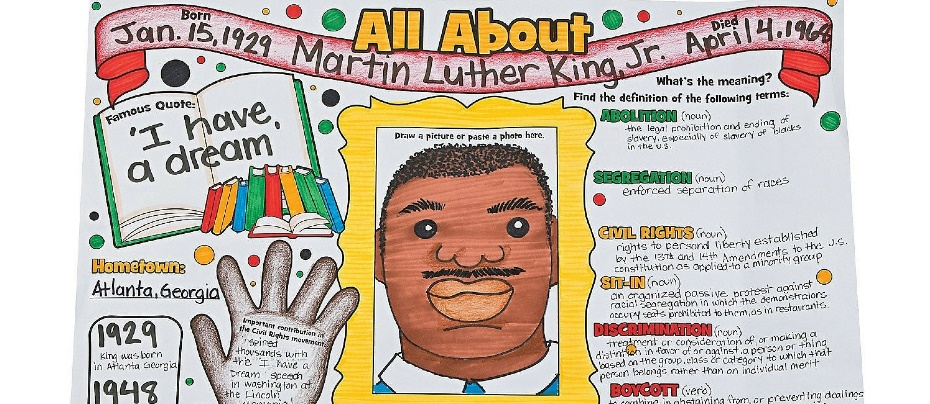 Born
Jan. 15, 1929
All About
Martin Luther King, Jr.
Died
April 4, 1968
Famous Quote:
'I have,
a dream
Hometown:
Atlanta, Georgia
1929
King was born
in Atlanta Georgia
1948
Important contribution in
the Civil Rights movement:
spired
thousands with
the "I have a
Dream" speech
in washington at
the Lincoln
Draw a picture or paste a photo here.
What's the meaning?
Find the definition of the following terms:
ABOLITION (noun)
the legal prohibition and ending of
slavery, especially of slavery of blacks
in the U.S.
SEGREGATION (noun)
enforced separation of races
CIVIL RIGHTS (noun)
rights to personal liberty established
by the 13th and 14th Amendments to the U.S.
constitution as applied to a minority group
SIT-IN (noun)
an organized passive protest against
racial segregation in which the demonstraions
occupy seats prohibited to them, as in restaurants.
DISCRIMINATION (noun)
treatment or consideration of, or making a
distintion in favor of or against, a person or thing
based on the group, class or category to which that
person belongs rather than on individual merit
BOYCOTT (verb)
to combine in abstaining from, or preventing dealings